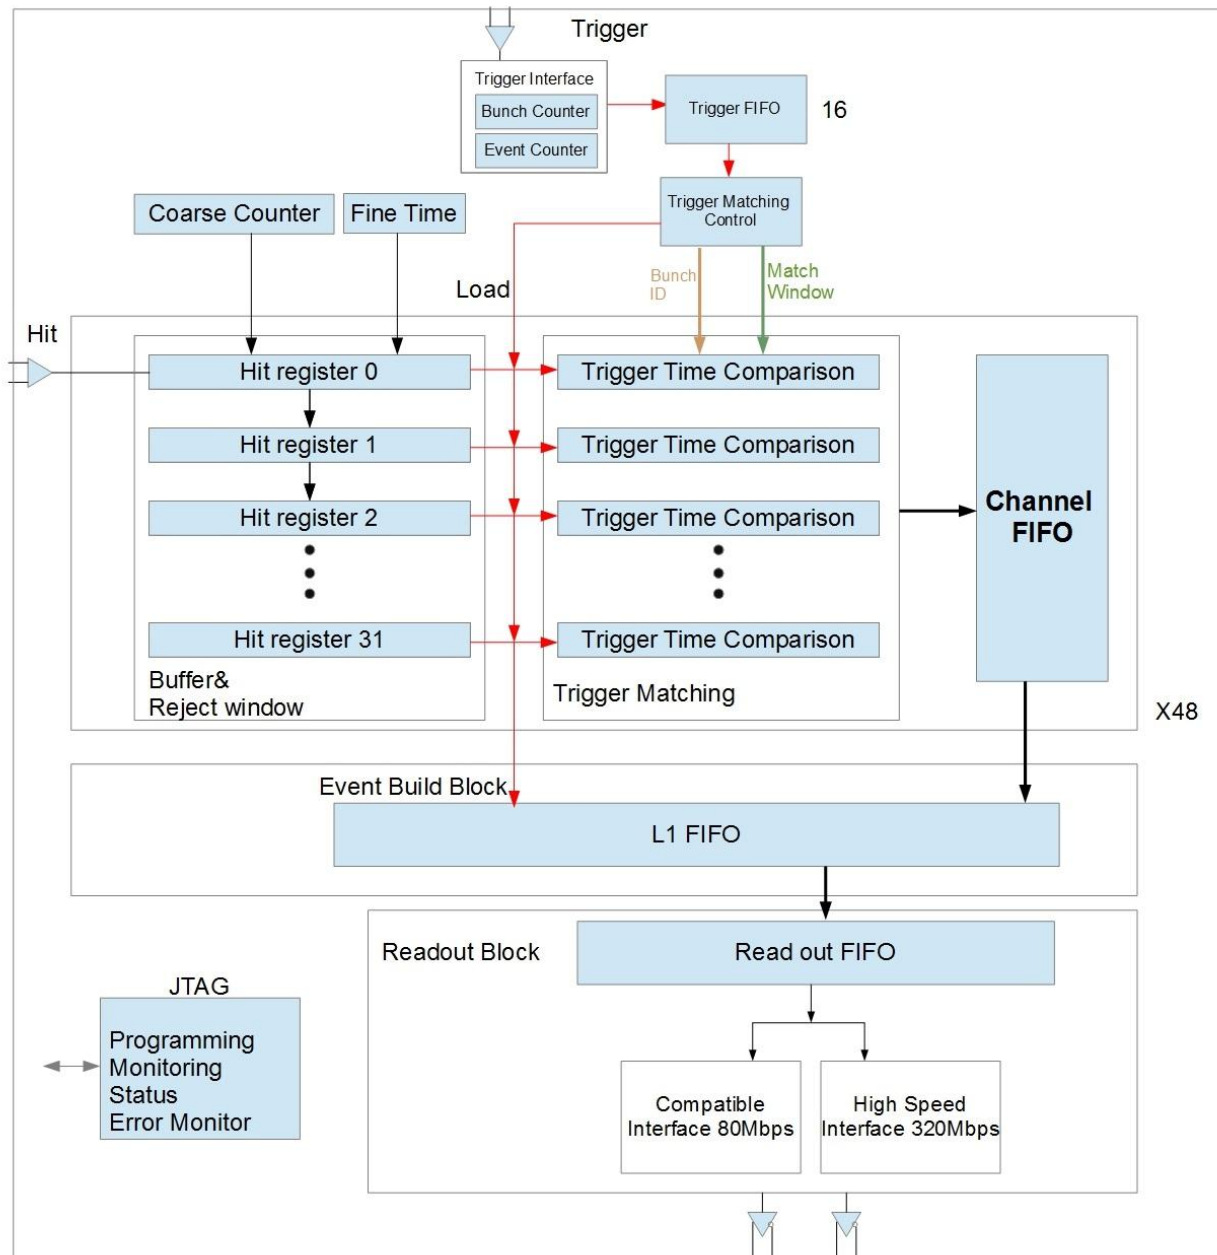 Trigger
Trigger Interface
Bunch Counter
Event Counter
Trigger FIFO
16
Trigger Matching
Control
Coarse Counter
Fine Time
Bunch
ID
Match
Window
Load
Hit
Hit register 0
Trigger Time Comparison
Hit register 1
Trigger Time Comparison
Hit register 2
Trigger Time Comparison
Hit register 31
Trigger Time Comparison
Channel
FIFO
Buffer&
Reject window
Trigger Matching
X48
Event Build Block
L1 FIFO
Readout Block
Read out FIFO
JTAG
Programming
Monitoring
Status
Error Monitor
Compatible
Interface 80Mbps
High Speed
Interface 320Mbps